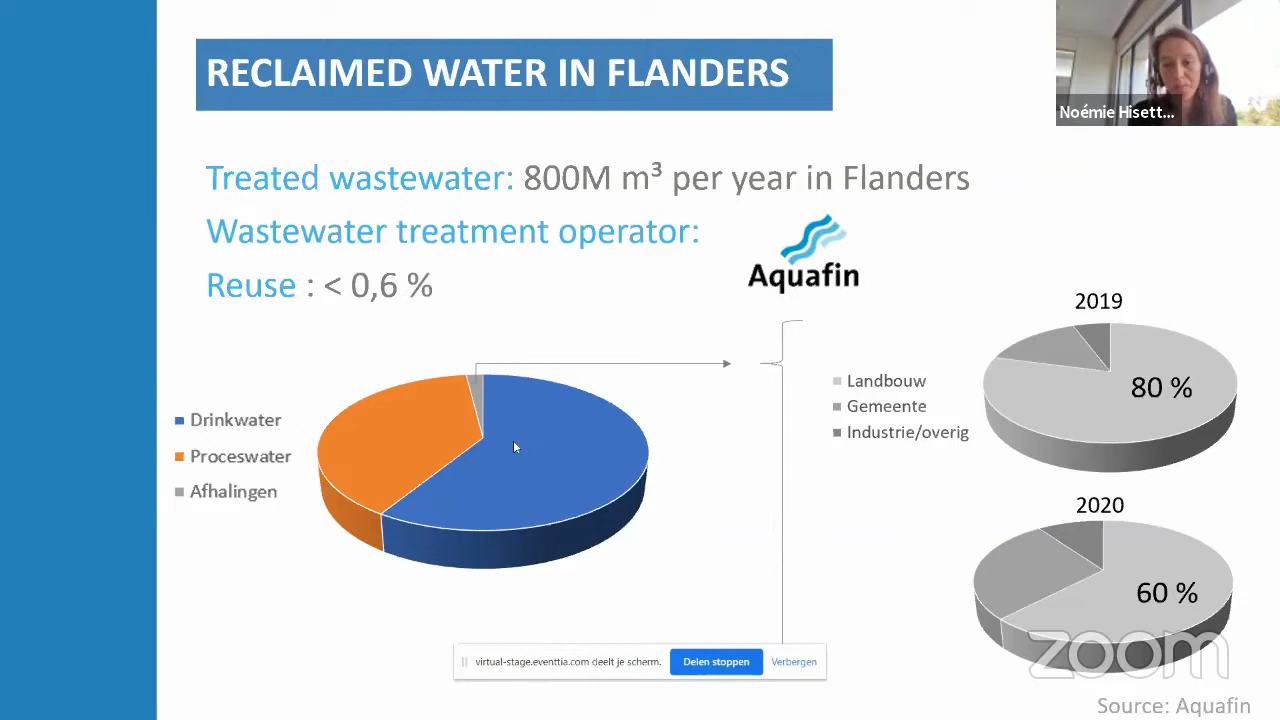 RECLAIMED WATER IN FLANDERS
Noémie Hisett...
Treated wastewater: 800M m³ per year in Flanders
Wastewater treatment operator:
Aquafin
Reuse : < 0,6 %
Drinkwater
Proceswater
Afhalingen
Landbouw
Gemeente
Industrie/overig
2019
80 %
2020
60 %
virtual-stage.eventtia.com deelt je scherm.
Delen stoppen
Verbergen
zoom
Source: Aquafin